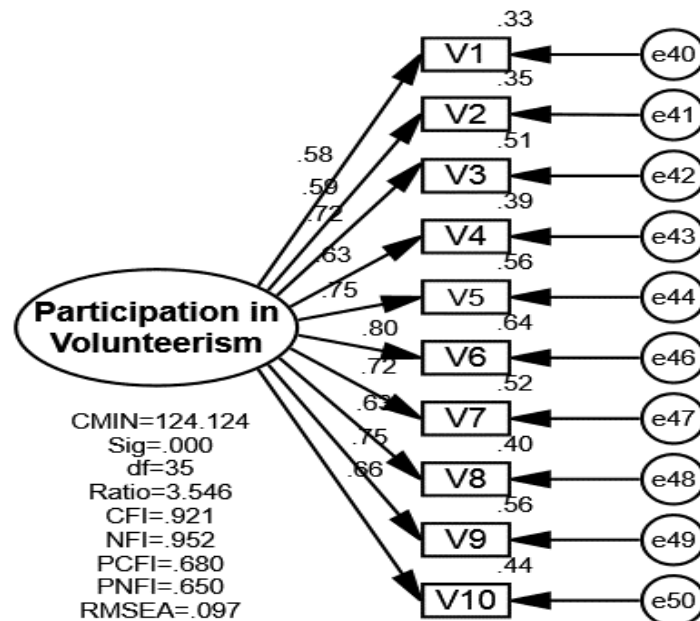 .33
V1
e40
.35
V2
e41
.51
V3
e42
.39
V4
e43
.56
V5
e44
.64
V6
e46
.52
V7
e47
.40
V8
e48
.56
V9
e49
.44
V10
e50
.58
.59
.72
.63
.75
.80
.72
.63
.75
.66
Participation in
Volunteerism
CMIN=124.124
Sig=.000
df=35
Ratio=3.546
CFI=.921
NFI=.952
PCFI=.680
PNFI=.650
RMSEA=.097